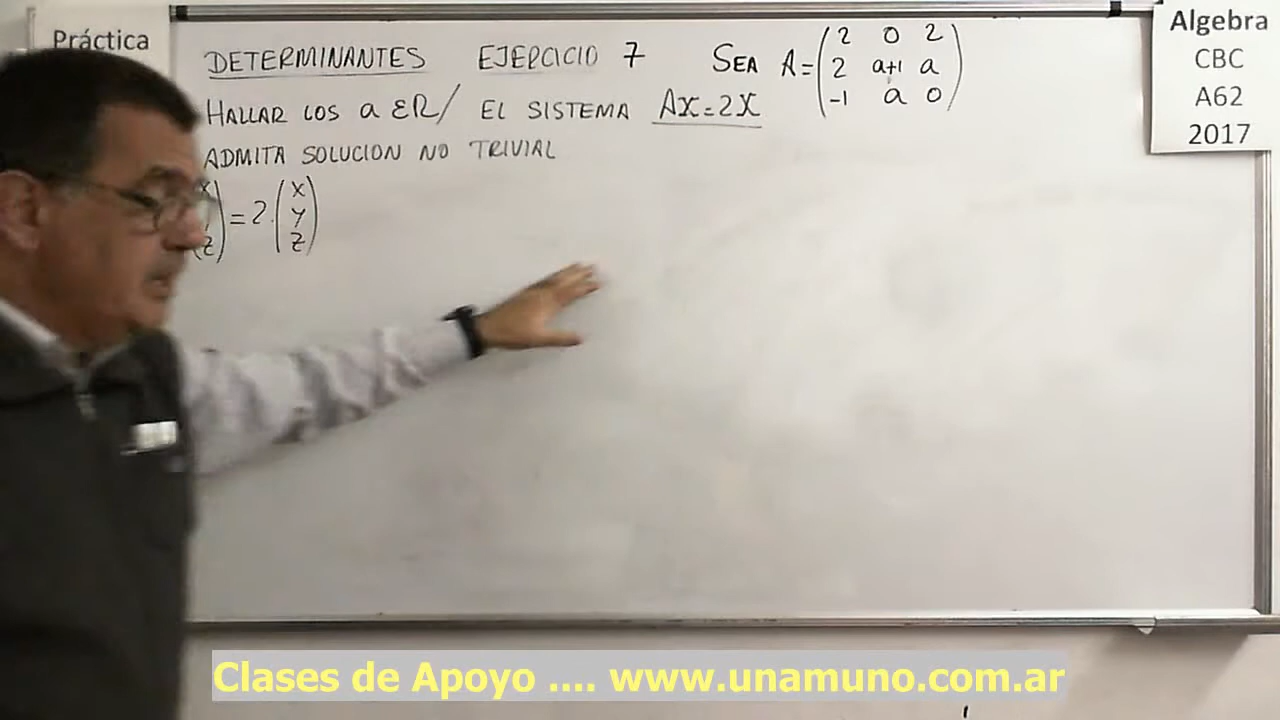 Práctica
DETERMINANTES EJERCICIO 7 SEA A= (2 0 2
2 a+1 a
-1 a 0)
HALLAR LOS a ∈ R/ EL SISTEMA AX=2X
ADMITA SOLUCION NO TRIVIAL
x
z) = 2. (x
y
z)
Algebra
CBC
A62
2017
Clases de Apoyo .... www.unamuno.com.ar